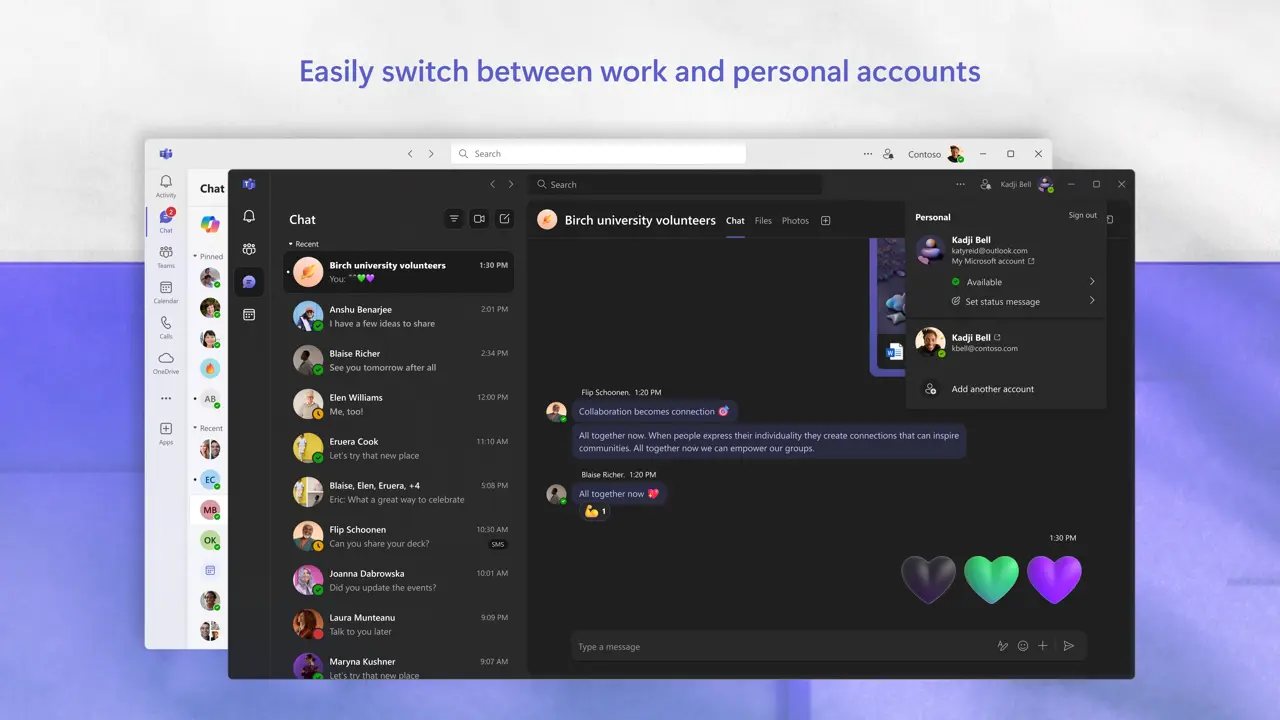 Easily switch between work and personal accounts
Search
Contoso
Activity
2
Chat
Teams
Calendar
Calls
OneDrive
Apps
Chat
Pinned
AB
Recent
EC
MB
OK
Search
Kadji Bell
Chat
Recent
Birch university volunteers 1:30 PM
You: 🖤💚💜
Anshu Benarjee 2:01 PM
I have a few ideas to share
Blaise Richer 2:34 PM
See you tomorrow after all
Elen Williams 12:00 PM
Me, too!
Eruera Cook 11:10 AM
Let's try that new place
Blaise, Elen, Eruera, +4 5:08 PM
Eric: What a great way to celebrate
Flip Schoonen 10:30 AM
Can you share your deck? SMS
Joanna Dabrowska 10:01 AM
Did you update the events?
Laura Munteanu 9:09 PM
Talk to you later
Maryna Kushner 9:07 AM
Let's try that new place
Birch university volunteers Chat Files Photos
Flip Schoonen. 1:20 PM
Collaboration becomes connection 🎯
All together now. When people express their individuality they create connections that can inspire
communities. All together now we can empower our groups.
Blaise Richer. 1:20 PM
All together now 💖
💪 1
1:30 PM
Type a message
Personal Sign out
Kadji Bell
katyreid@outlook.com
My Microsoft account
Available
Set status message
Kadji Bell
kbell@contoso.com
Add another account